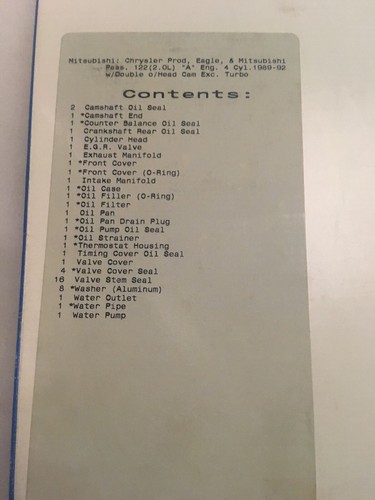 Mitsubishi: Chrysler Prod, Eagle, & Mitsubishi
Pass. 122(2.0L) "A" Eng. 4 Cyl.1989-92
w/Double o/Head Cam Exc. Turbo
Contents:
2 Camshaft Oil Seal
1 *Camshaft End
1 *Counter Balance Oil Seal
1 Crankshaft Rear Oil Seal
1 Cylinder Head
1 E.G.R. Valve
1 Exhaust Manifold
1 *Front Cover
1 *Front Cover (O-Ring)
1 Intake Manifold
1 *Oil Case
1 *Oil Filler (O-Ring)
1 *Oil Filter
1 Oil Pan
1 *Oil Pan Drain Plug
1 *Oil Pump Oil Seal
1 *Oil Strainer
1 *Thermostat Housing
1 Timing Cover Oil Seal
1 Valve Cover
4 *Valve Cover Seal
16 Valve Stem Seal
8 *Washer (Aluminum)
1 Water Outlet
1 *Water Pipe
1 Water Pump